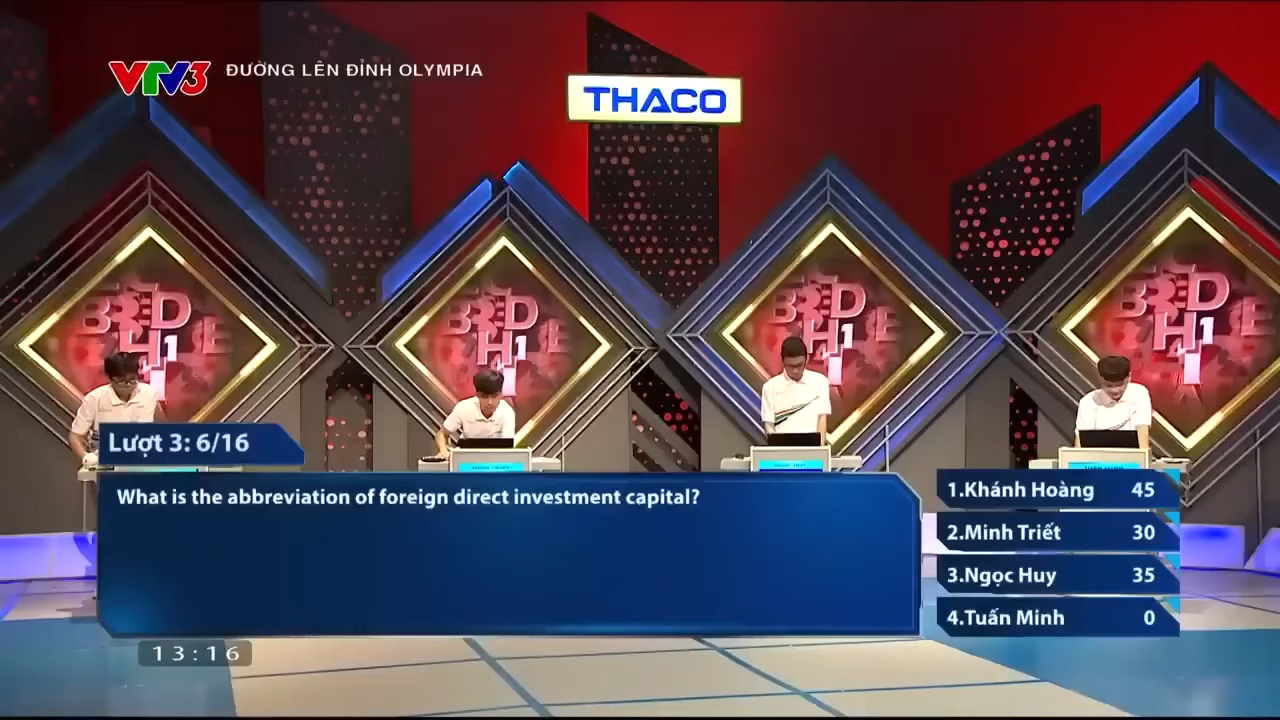 VTV3 ĐƯỜNG LÊN ĐỈNH OLYMPIA
THACO
Lượt 3: 6/16
What is the abbreviation of foreign direct investment capital?
1.Khánh Hoàng 45
2.Minh Triết 30
3.Ngọc Huy 35
4.Tuấn Minh 0
13:16